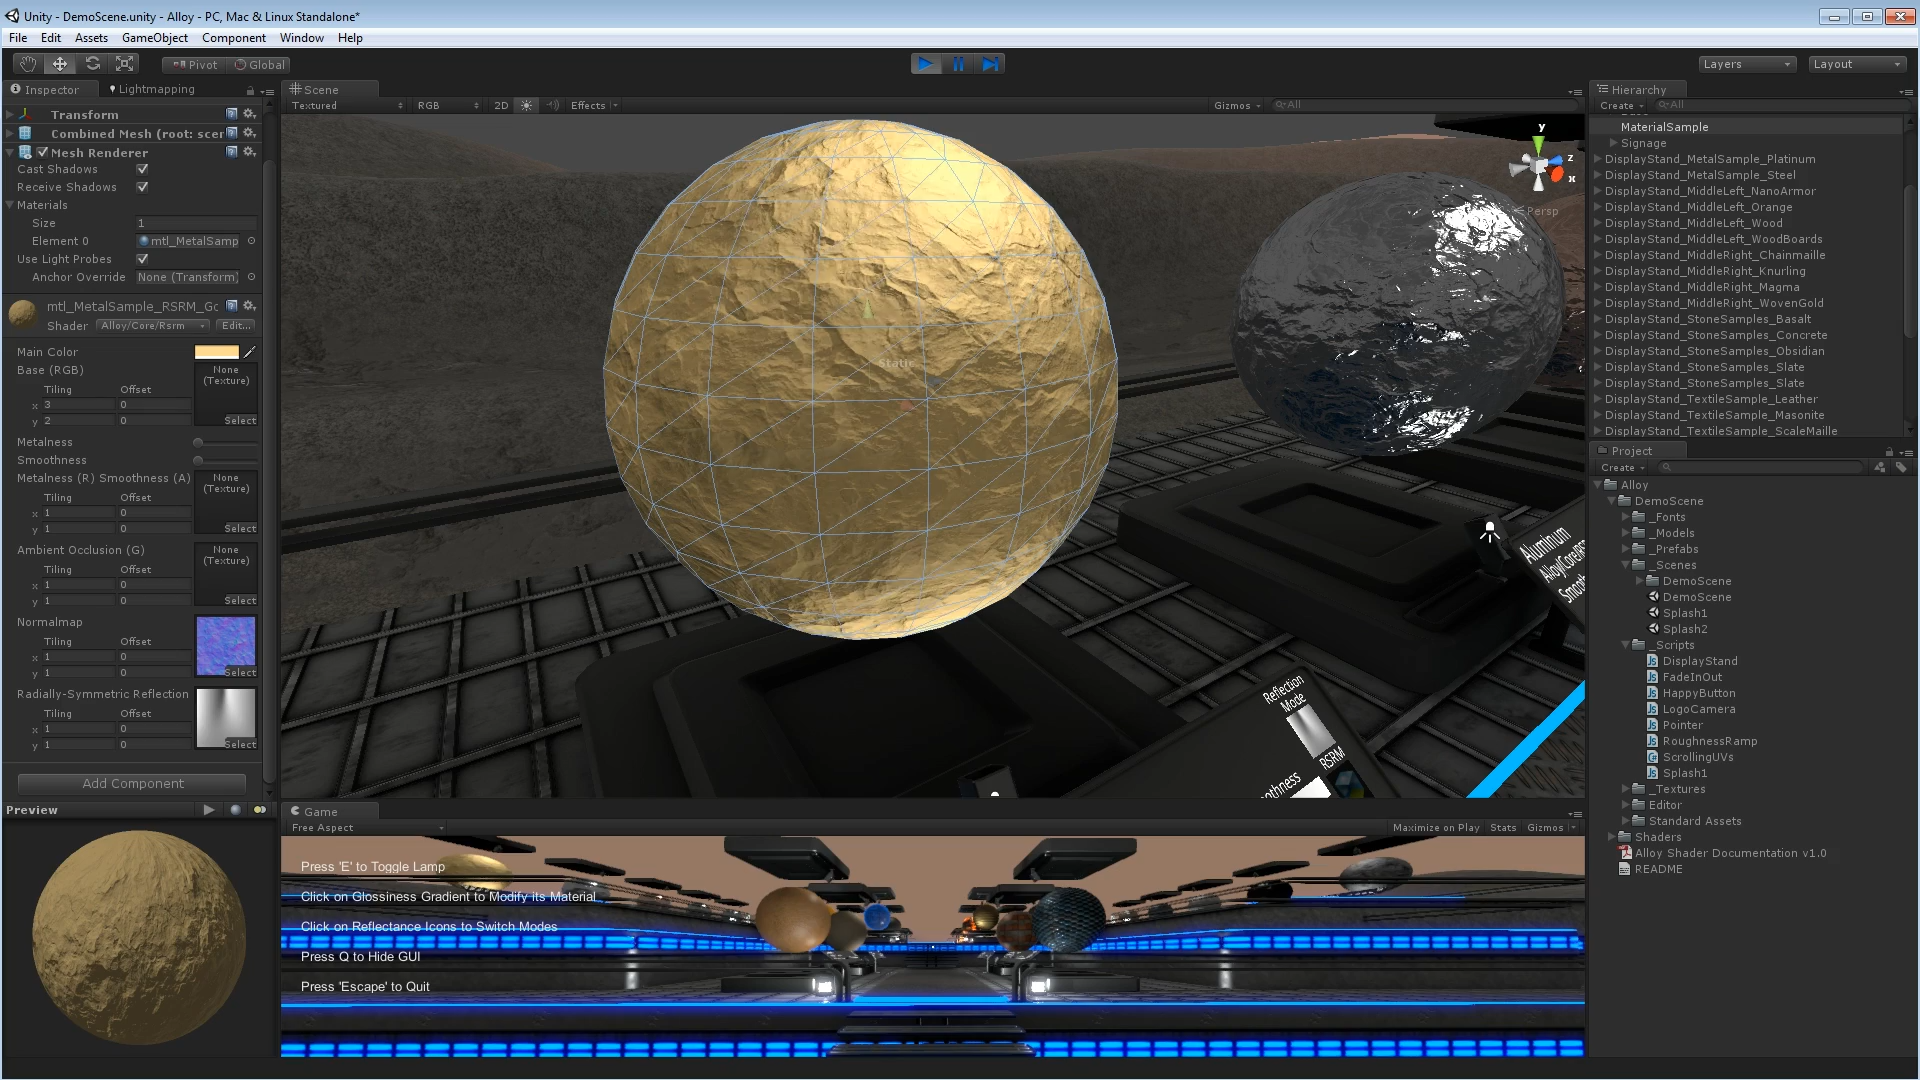 Unity - DemoScene.unity - Alloy - PC, Mac & Linux Standalone*
File Edit Assets GameObject Component Window Help
Pivot Global
Layers Layout
Inspector Lightmapping
Transform
Combined Mesh (root: scer
Mesh Renderer
Cast Shadows
Receive Shadows
Materials
Size 1
Element 0 mtl_MetalSamp
Use Light Probes
Anchor Override None (Transform)
mtl_MetalSample_RSRM_Go
Shader Alloy/Core/Rsrm Edit...
Main Color
Base (RGB) None (Texture)
Tiling Offset
x 3 0
y 2 0 Select
Metalness
Smoothness
Metalness (R) Smoothness (A) None (Texture)
Tiling Offset
x 1 0
y 1 0 Select
Ambient Occlusion (G) None (Texture)
Tiling Offset
x 1 0
y 1 0 Select
Normalmap
Tiling Offset
x 1 0
y 1 0 Select
Radially-Symmetric Reflection
Tiling Offset
x 1 0
y 1 0 Select
Add Component
Preview
Scene
Textured RGB 2D Effects Gizmos All
y
z
x
Persp
Static
Aluminum
Alloy/Core/RS
Smoot
Reflection
Mode
RSRM
othness
Game
Free Aspect Maximize on Play Stats Gizmos
Press 'E' to Toggle Lamp
Click on Glossiness Gradient to Modify its Material
Click on Reflectance Icons to Switch Modes
Press Q to Hide GUI
Press 'Escape' to Quit
Hierarchy
Create All
MaterialSample
Signage
DisplayStand_MetalSample_Platinum
DisplayStand_MetalSample_Steel
DisplayStand_MiddleLeft_NanoArmor
DisplayStand_MiddleLeft_Orange
DisplayStand_MiddleLeft_Wood
DisplayStand_MiddleLeft_WoodBoards
DisplayStand_MiddleRight_Chainmaille
DisplayStand_MiddleRight_Knurling
DisplayStand_MiddleRight_Magma
DisplayStand_MiddleRight_WovenGold
DisplayStand_StoneSamples_Basalt
DisplayStand_StoneSamples_Concrete
DisplayStand_StoneSamples_Obsidian
DisplayStand_StoneSamples_Slate
DisplayStand_StoneSamples_Slate
DisplayStand_TextileSample_Leather
DisplayStand_TextileSample_Masonite
DisplayStand_TextileSample_ScaleMaille
Project
Create
Alloy
DemoScene
_Fonts
_Models
_Prefabs
_Scenes
DemoScene
DemoScene
Splash1
Splash2
_Scripts
DisplayStand
FadeInOut
HappyButton
LogoCamera
Pointer
RoughnessRamp
ScrollingUVs
Splash1
_Textures
Editor
Standard Assets
Shaders
Alloy Shader Documentation v1.0
README